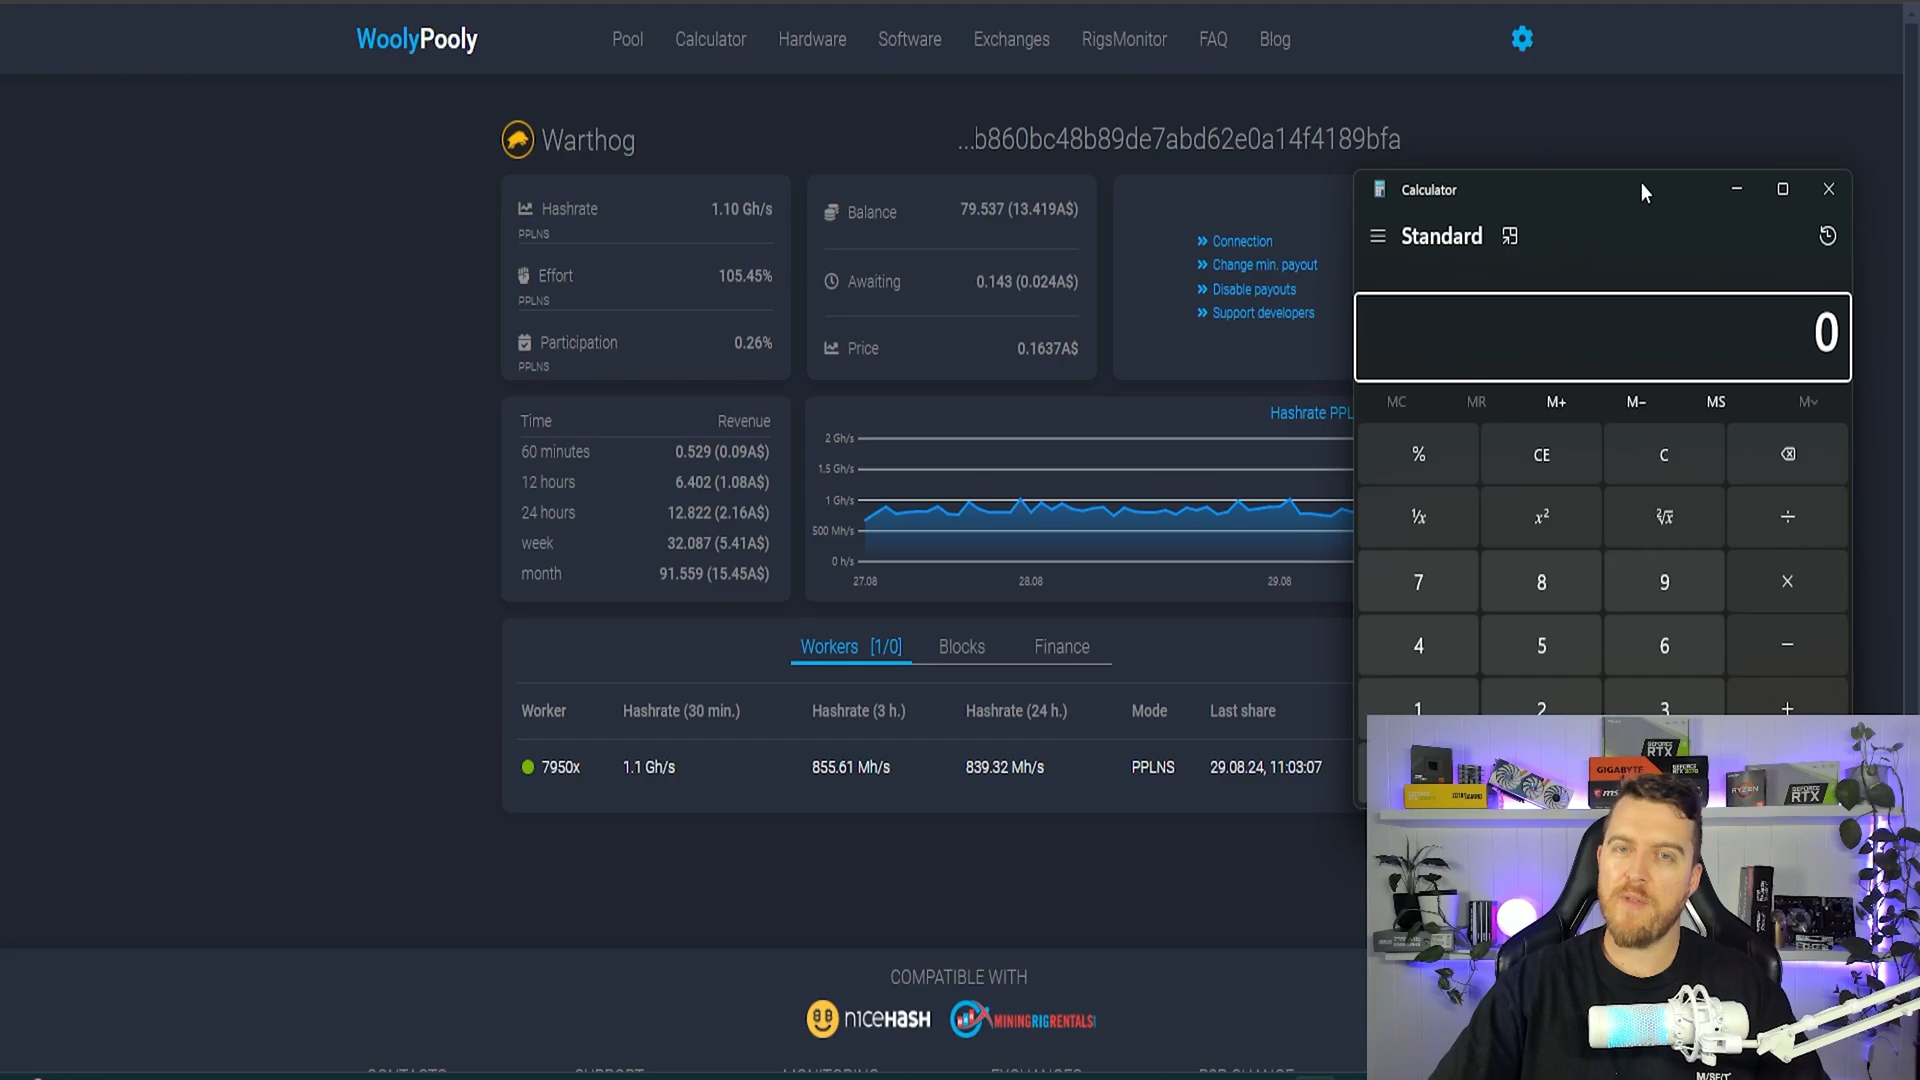 WoolyPooly
Pool Calculator Hardware Software Exchanges RigsMonitor FAQ Blog
Warthog
...b860bc48b89de7abd62e0a14f4189bfa
Hashrate 1.10 Gh/s
PPLNS
Effort 105.45%
PPLNS
Participation 0.26%
PPLNS
Balance 79.537 (13.419A$)
Awaiting 0.143 (0.024A$)
Price 0.1637A$
» Connection
» Change min. payout
» Disable payouts
» Support developers
Time Revenue
60 minutes 0.529 (0.09A$)
12 hours 6.402 (1.08A$)
24 hours 12.822 (2.16A$)
week 32.087 (5.41A$)
month 91.559 (15.45A$)
Hashrate PPL
2 Gh/s
1.5 Gh/s
1 Gh/s
500 Mh/s
0 h/s
27.08 28.08 29.08
Workers [1/0] Blocks Finance
Worker Hashrate (30 min.) Hashrate (3 h.) Hashrate (24 h.) Mode Last share
7950x 1.1 Gh/s 855.61 Mh/s 839.32 Mh/s PPLNS 29.08.24, 11:03:07
COMPATIBLE WITH
nicehash
MININGRIGRENTALS
Calculator
Standard
0
MC MR M+ M− MS M
% CE C
⅟x x² ²√x ÷
7 8 9 ×
4 5 6 −
1 2 3 +
GEFORCE
RTX
GIGABYTE
RYZEN
GEFORCE
RTX